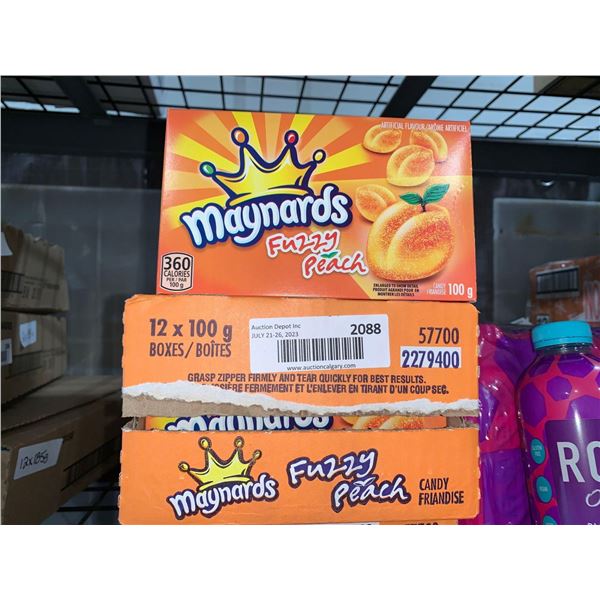 ARTIFICIAL FLAVOUR/ARÔME ARTIFICIEL
maynards
Fuzzy
Peach
360
CALORIES
PER / PAR
100 g
ENLARGED TO SHOW DETAIL
PRODUIT AGRANDI POUR EN
MONTRER LES DÉTAILS
CANDY
FRIANDISE
100 g
12 x 100 g
BOXES/BOÎTES
Auction Depot Inc
JULY 21-26, 2023
2088
www.auctioncalgary.com
57700
2279400
GRASP ZIPPER FIRMLY AND TEAR QUICKLY FOR BEST RESULTS.
FERMEMENT ET L'ENLEVER EN TIRANT D'UN COUP SEC.
maynards
maynards
Fuzzy
Peach
CANDY
FRIANDISE
12x185g
RO